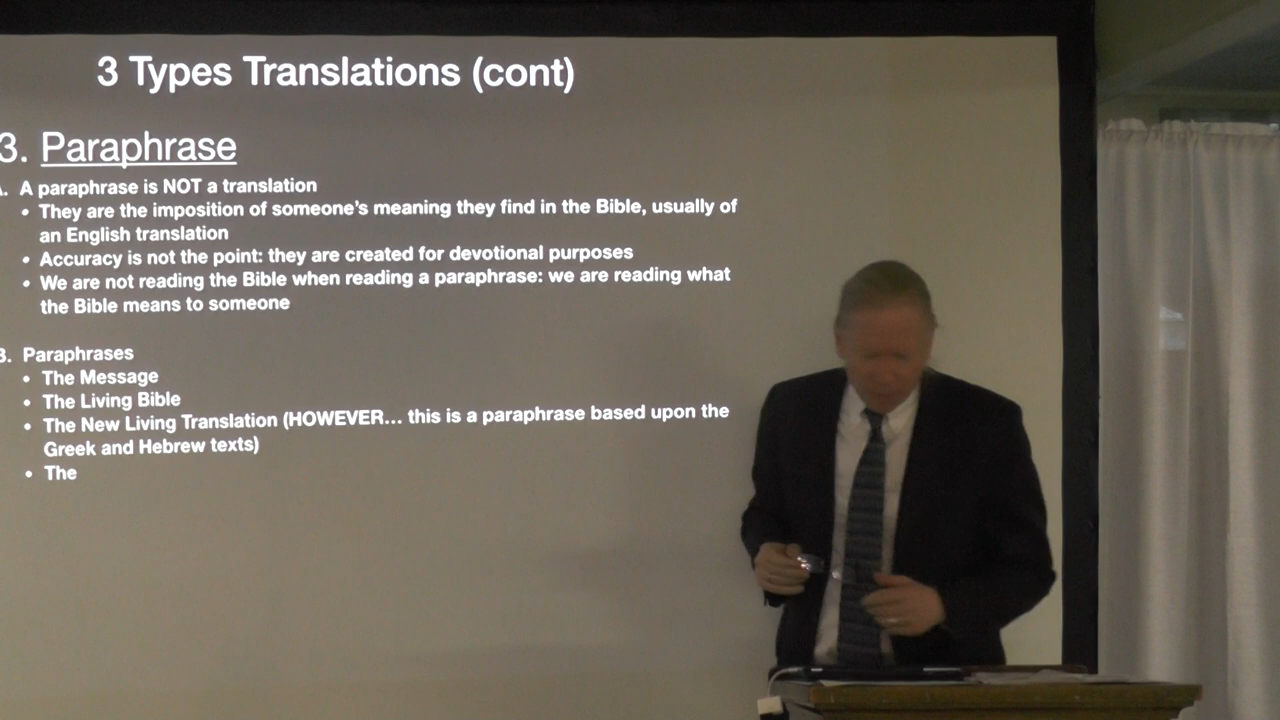 3 Types Translations (cont)
3. Paraphrase
. A paraphrase is NOT a translation
• They are the imposition of someone's meaning they find in the Bible, usually of
an English translation
• Accuracy is not the point: they are created for devotional purposes
• We are not reading the Bible when reading a paraphrase: we are reading what
the Bible means to someone
B. Paraphrases
• The Message
• The Living Bible
• The New Living Translation (HOWEVER... this is a paraphrase based upon the
Greek and Hebrew texts)
• The